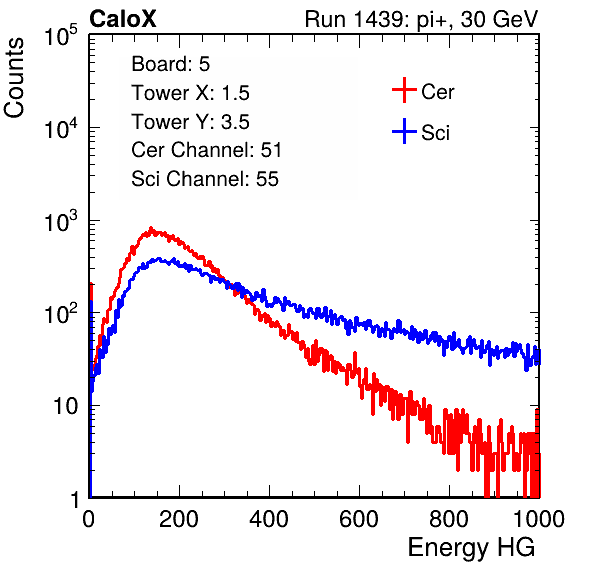 CaloX Run 1439: pi+, 30 GeV
Counts
10^5
10^4
10^3
10^2
10
1
Board: 5
Tower X: 1.5
Tower Y: 3.5
Cer Channel: 51
Sci Channel: 55
Cer
Sci
0 200 400 600 800 1000
Energy HG